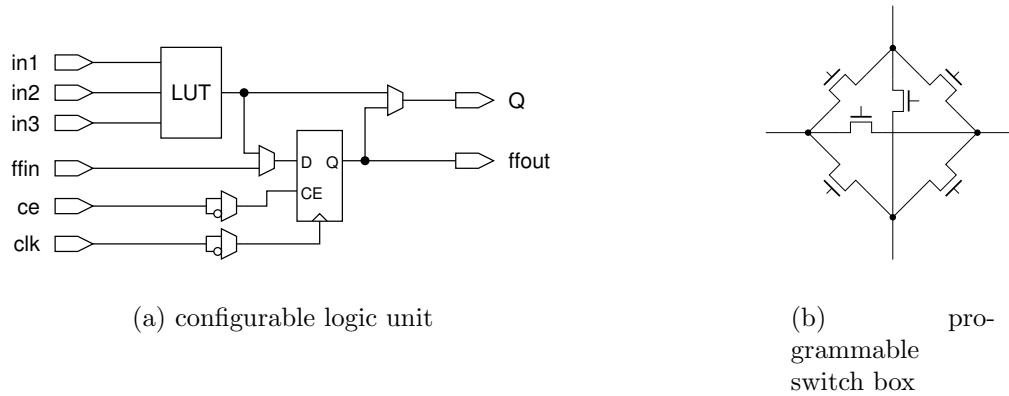 in1
in2
in3
ffin
ce
clk
LUT
D Q
CE
Q
ffout
(a) configurable logic unit
(b) pro-
grammable
switch box